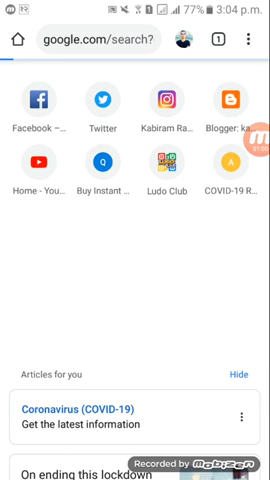 77% 3:04 p.m.
google.com/search?
1
Facebook –...
Twitter
Kabiram Ra...
Blogger: ka...
Home - You...
Buy Instant ...
Ludo Club
COVID-19 R...
Q
A
Articles for you
Hide
Coronavirus (COVID-19)
Get the latest information
On ending this lockdown
Recorded by Mobizen